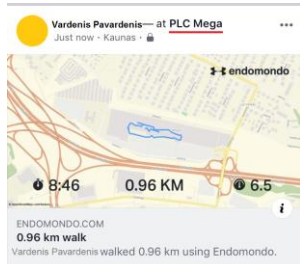 Vardenis Pavardenis— at PLC Mega
Just now · Kaunas ·
endomondo
8:46
0.96 KM
6.5
i
ENDOMONDO.COM
0.96 km walk
Vardenis Pavardenis walked 0.96 km using Endomondo.